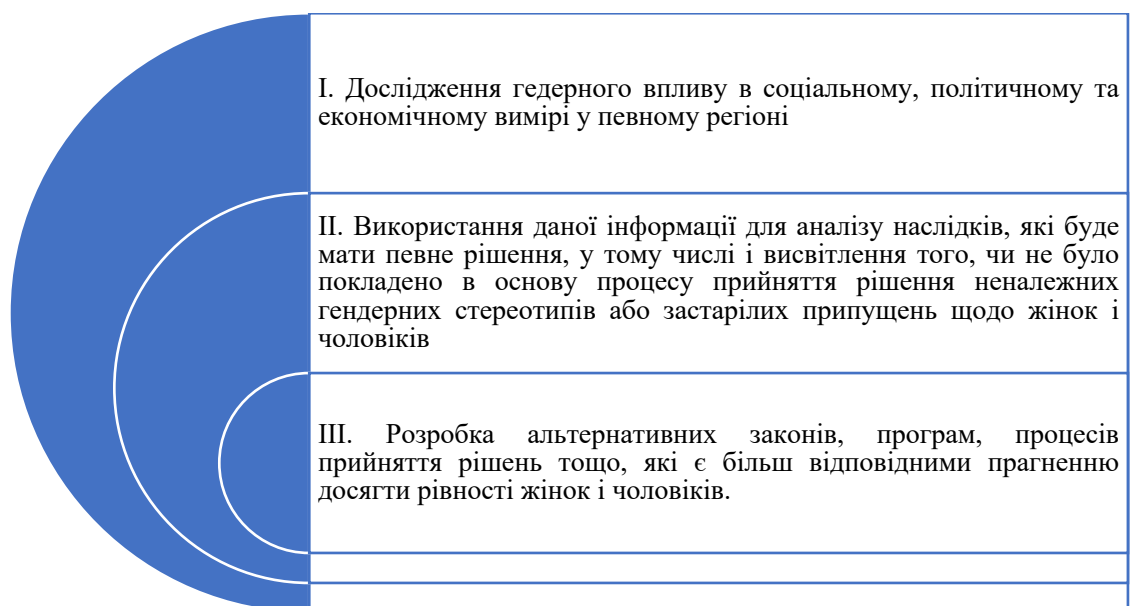 I. Дослідження гедерного впливу в соціальному, політичному та
економічному вимірі у певному регіоні
II. Використання даної інформації для аналізу наслідків, які буде
мати певне рішення, у тому числі і висвітлення того, чи не було
покладено в основу процесу прийняття рішення неналежних
гендерних стереотипів або застарілих припущень щодо жінок і
чоловіків
III. Розробка альтернативних законів, програм, процесів
прийняття рішень тощо, які є більш відповідними прагненню
досягти рівності жінок і чоловіків.